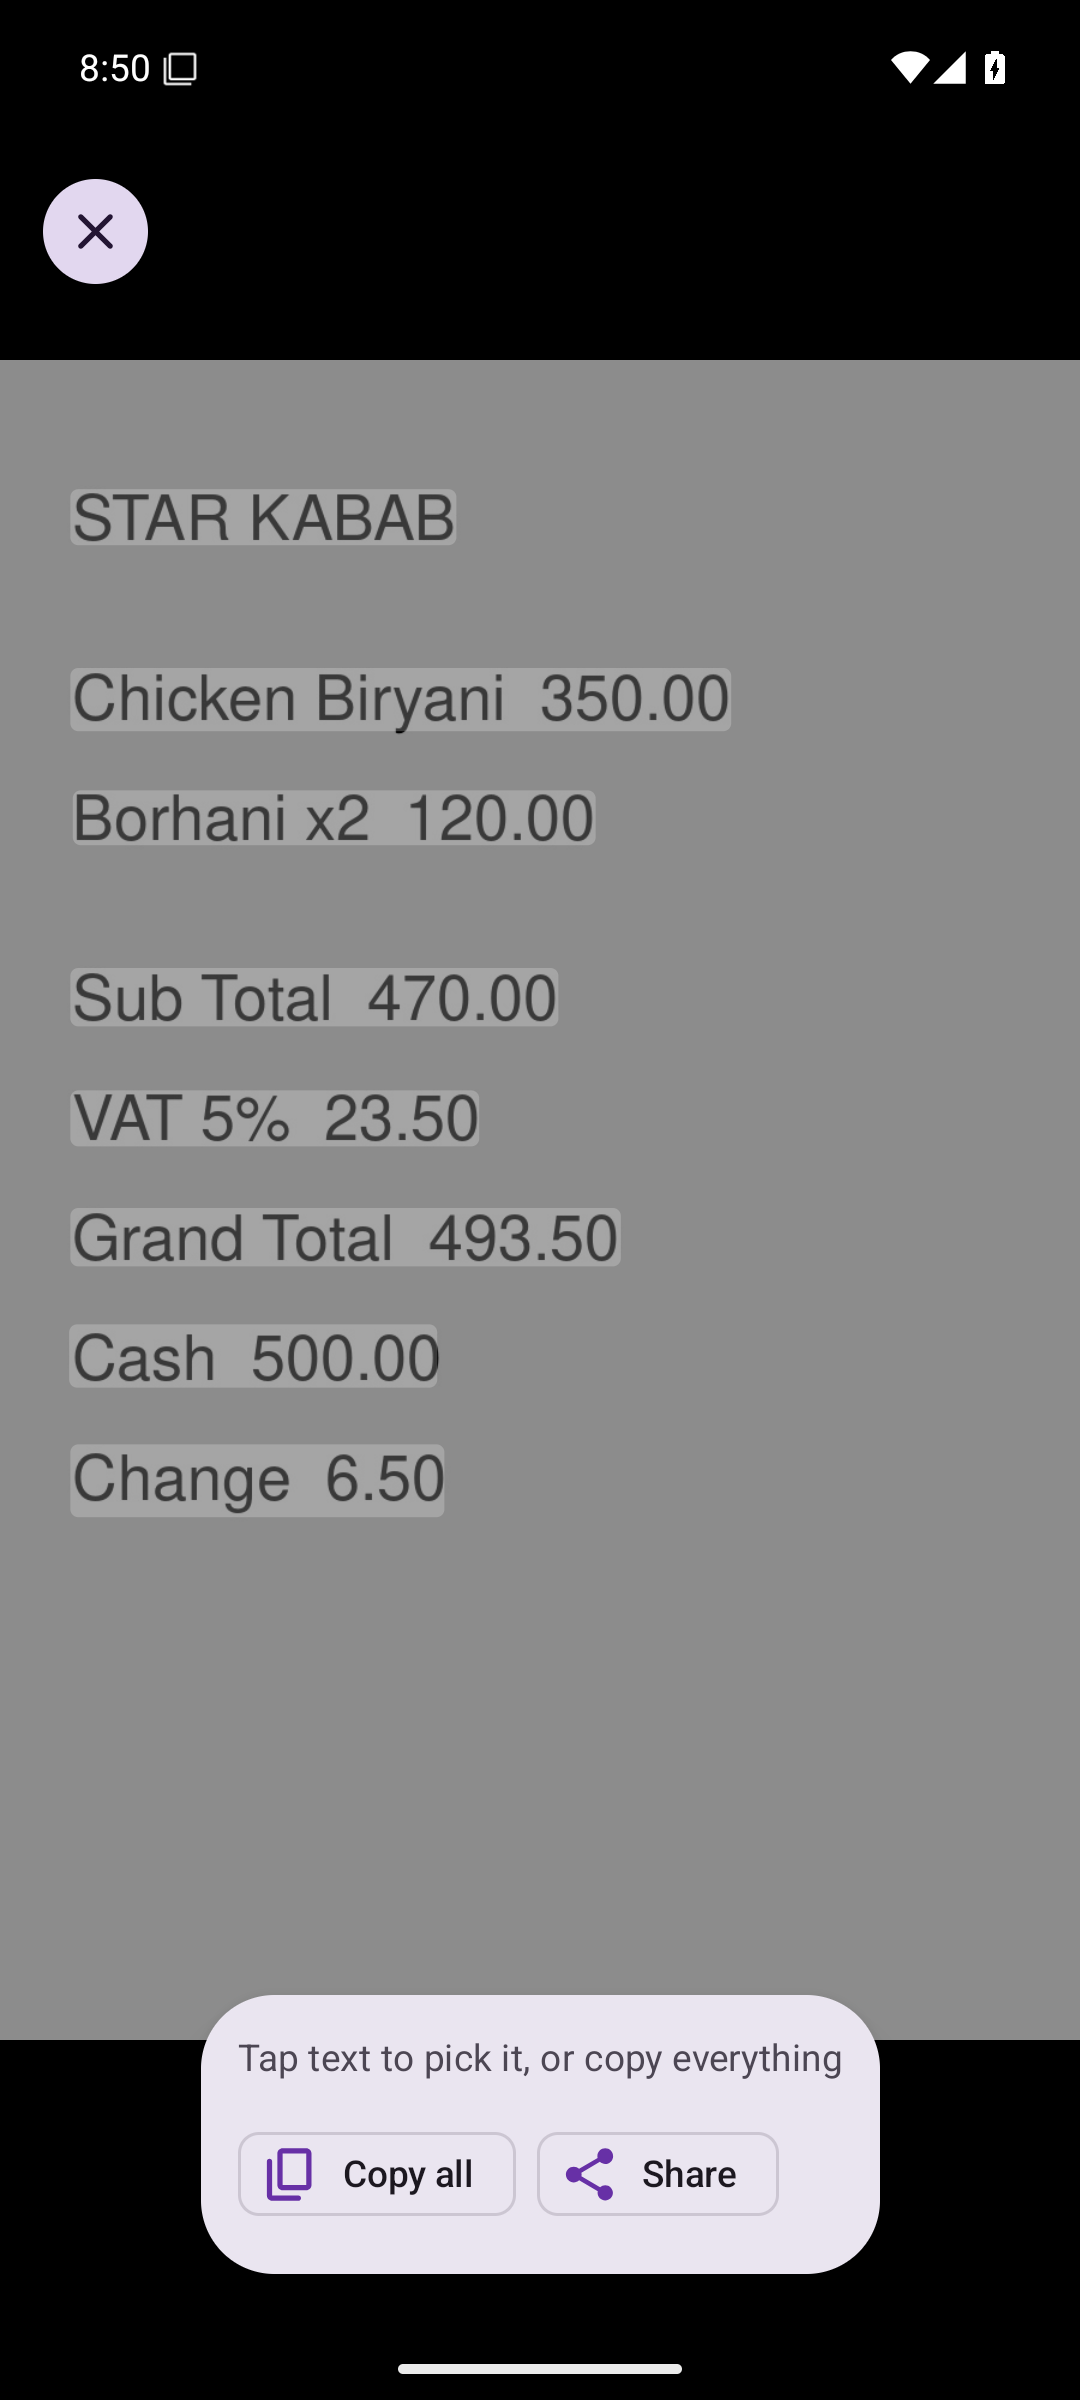 8:50
STAR KABAB
Chicken Biryani 350.00
Borhani x2 120.00
Sub Total 470.00
VAT 5% 23.50
Grand Total 493.50
Cash 500.00
Change 6.50
Tap text to pick it, or copy everything
Copy all
Share